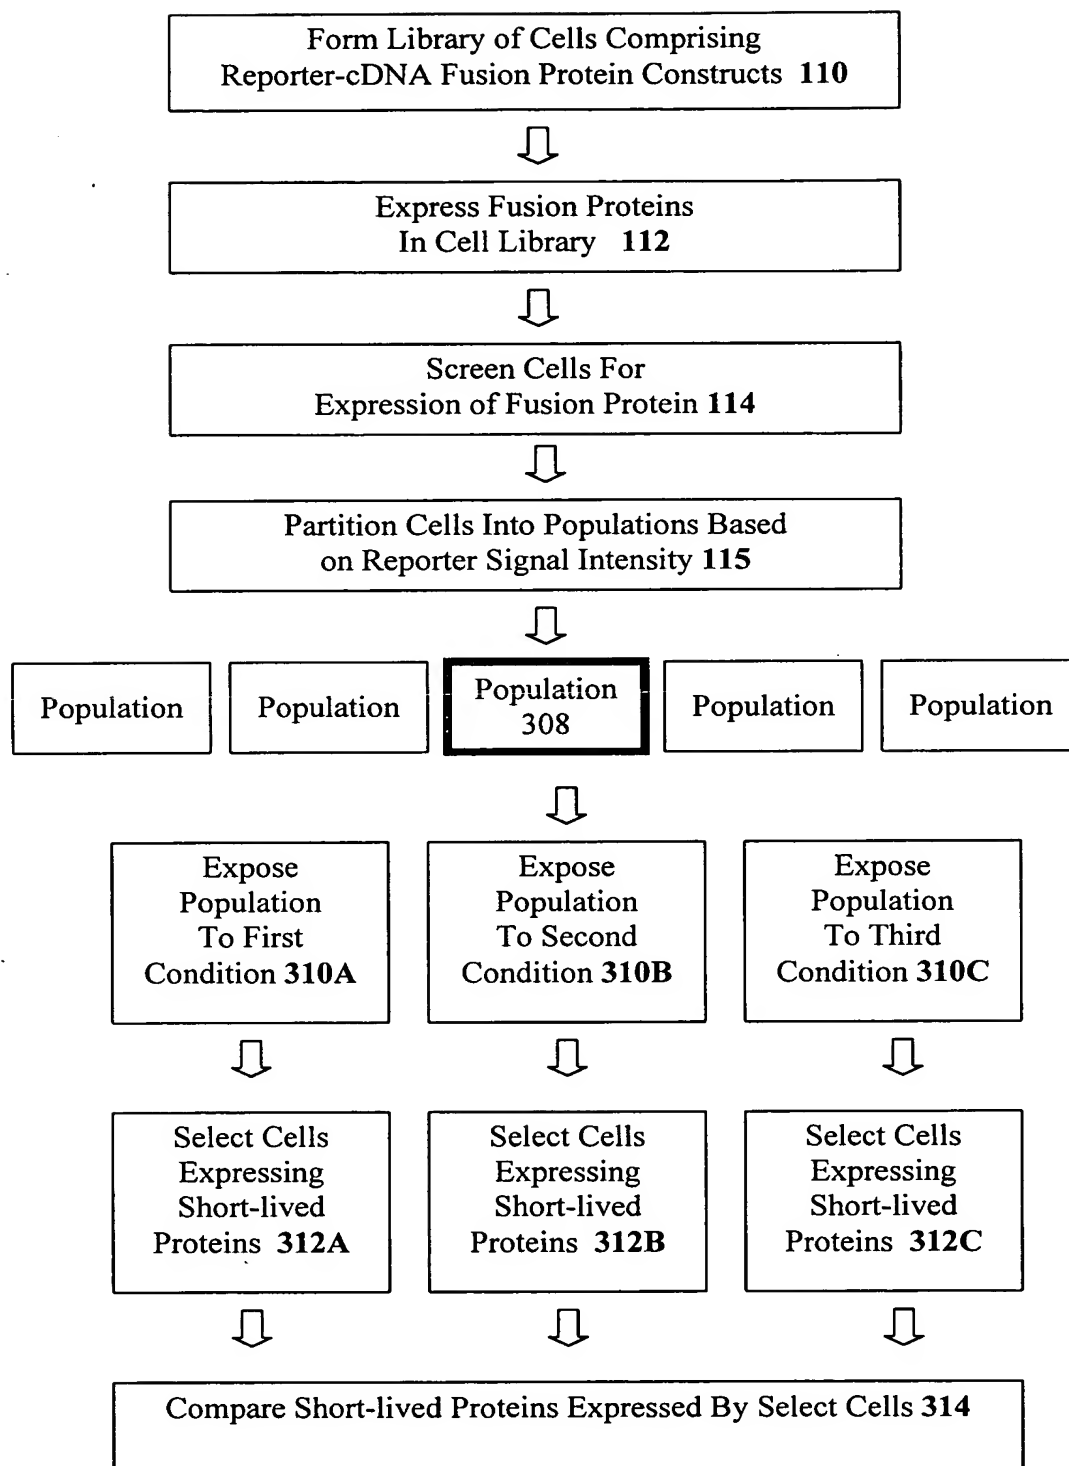 Form Library of Cells Comprising
Reporter-cDNA Fusion Protein Constructs 110
Express Fusion Proteins
In Cell Library 112
Screen Cells For
Expression of Fusion Protein 114
Partition Cells Into Populations Based
on Reporter Signal Intensity 115
Population
Population
Population
308
Population
Population
Expose
Population
To First
Condition 310A
Expose
Population
To Second
Condition 310B
Expose
Population
To Third
Condition 310C
Select Cells
Expressing
Short-lived
Proteins 312A
Select Cells
Expressing
Short-lived
Proteins 312B
Select Cells
Expressing
Short-lived
Proteins 312C
Compare Short-lived Proteins Expressed By Select Cells 314